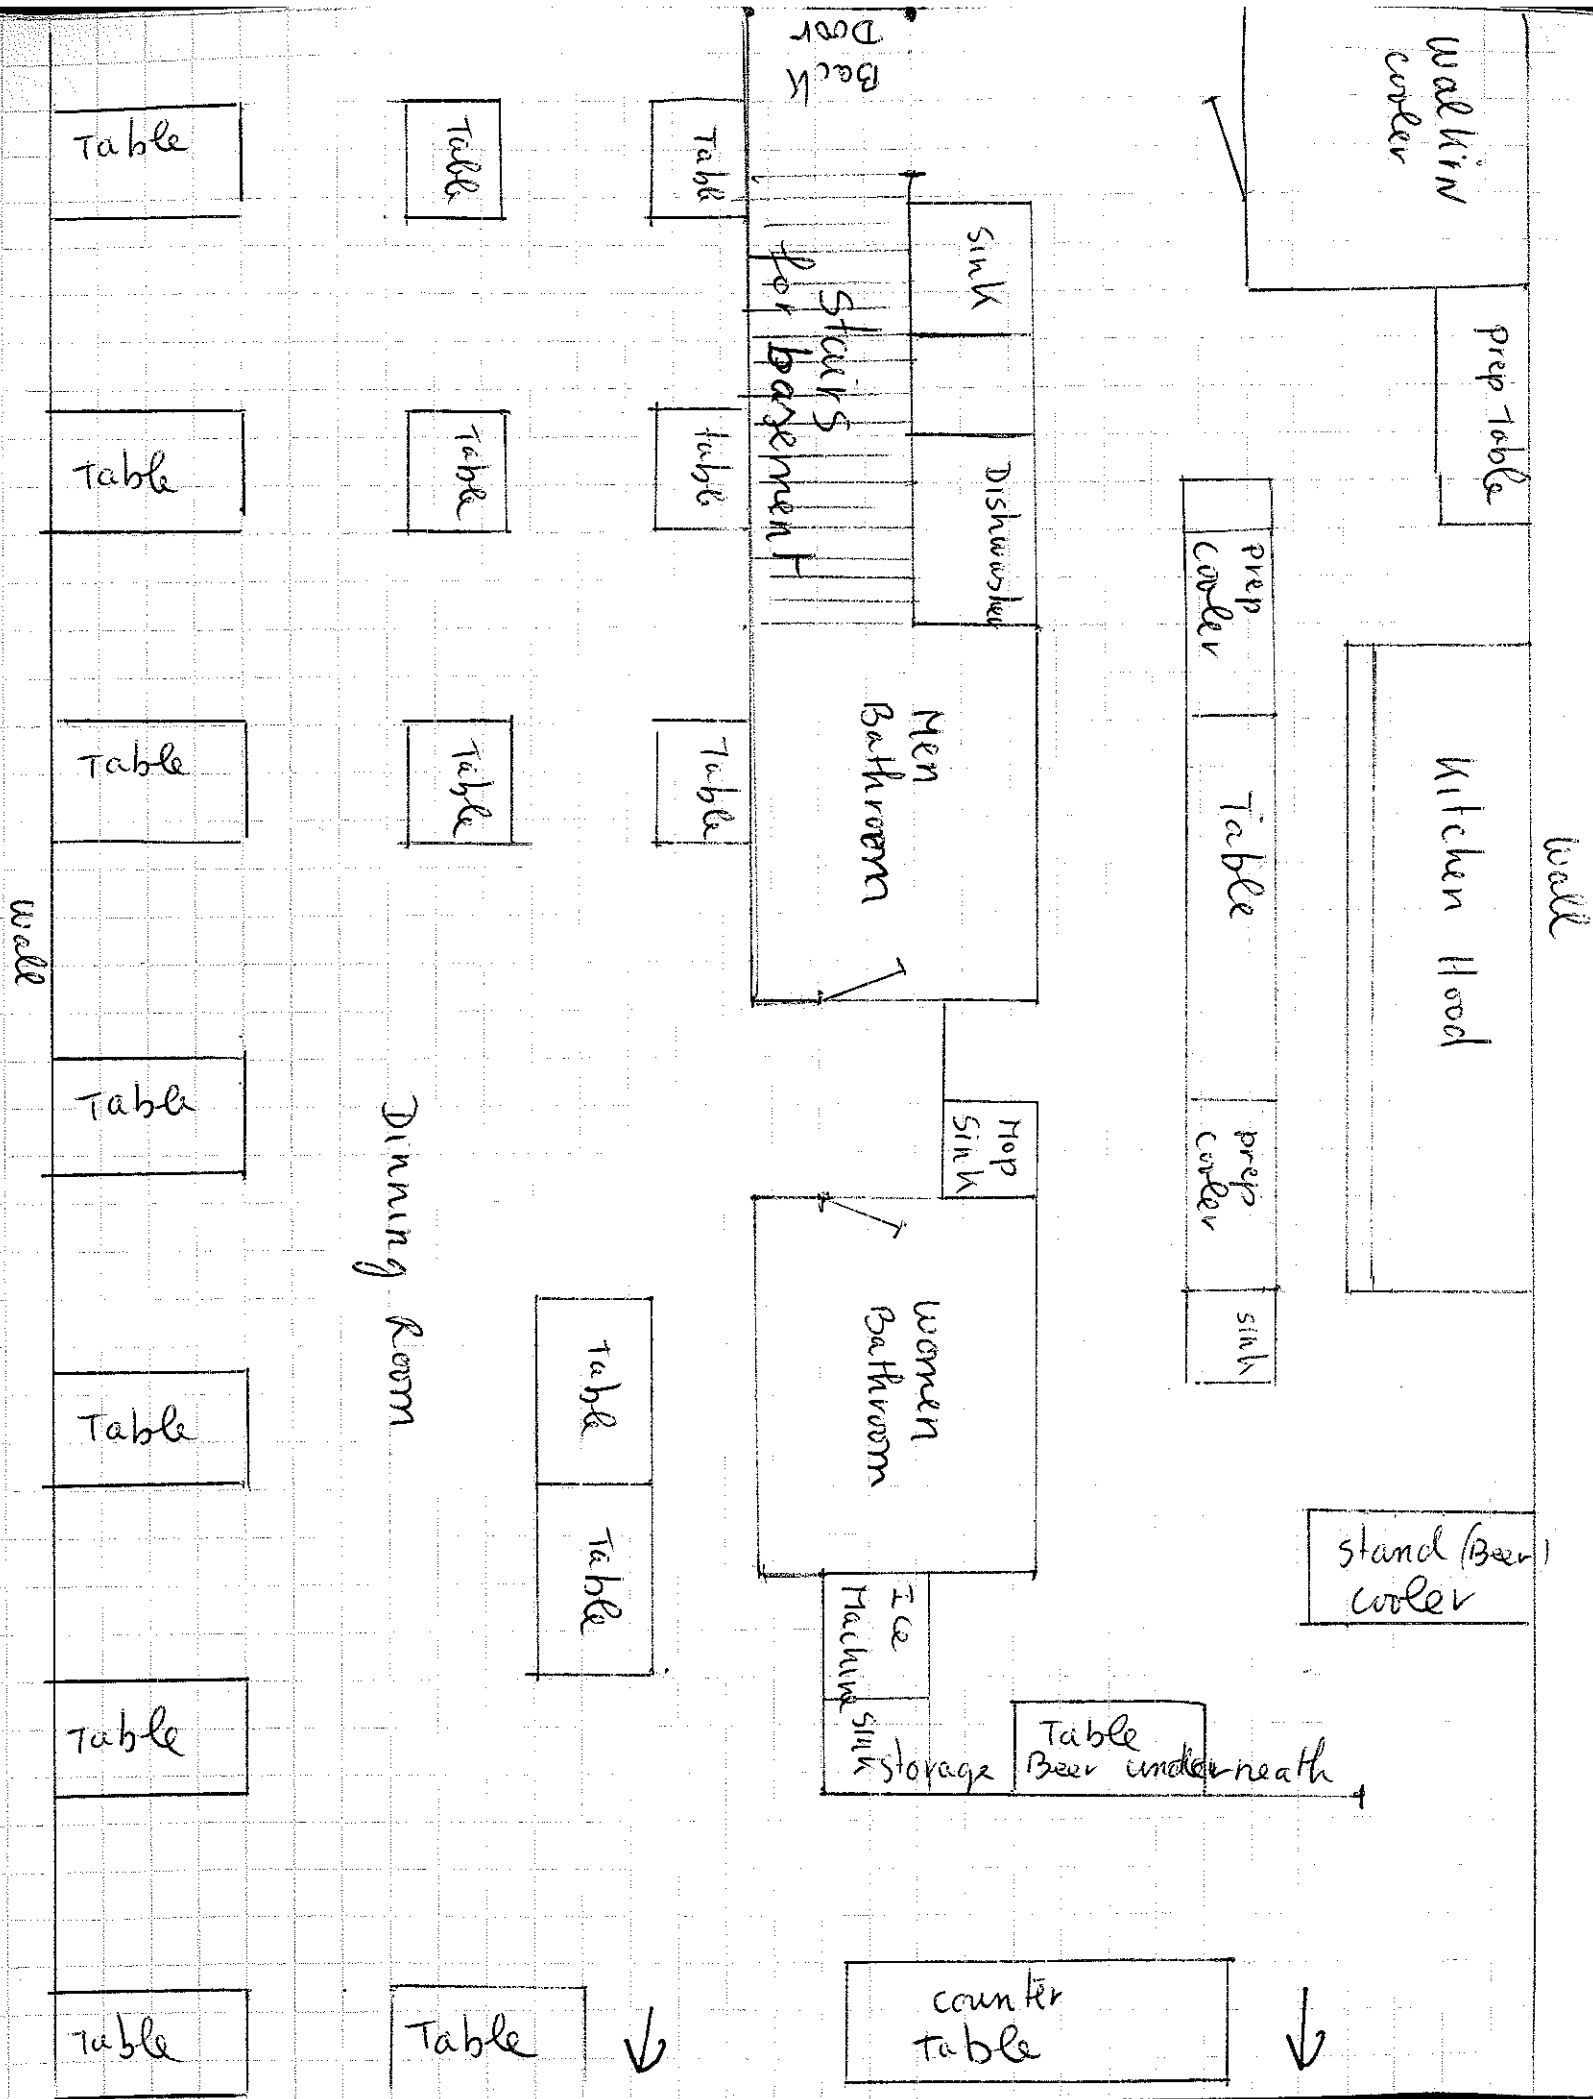 Back
Door
Walkin
cooler
Table
Table
Table
Sink
Stairs
for basement
prep Table
Table
Table
table
Dishwasher
prep
cooler
Table
Table
Table
Men
Bathroom
Table
Kitchen Hood
Wall
wall
Table
Dinning Room
Mop
Sink
prep
cooler
sink
Table
Table
Table
Women
Bathroom
Ice
Machine
Sink
storage
Table
Beer underneath
stand (Beer)
cooler
Table
Table
Table
counter
table